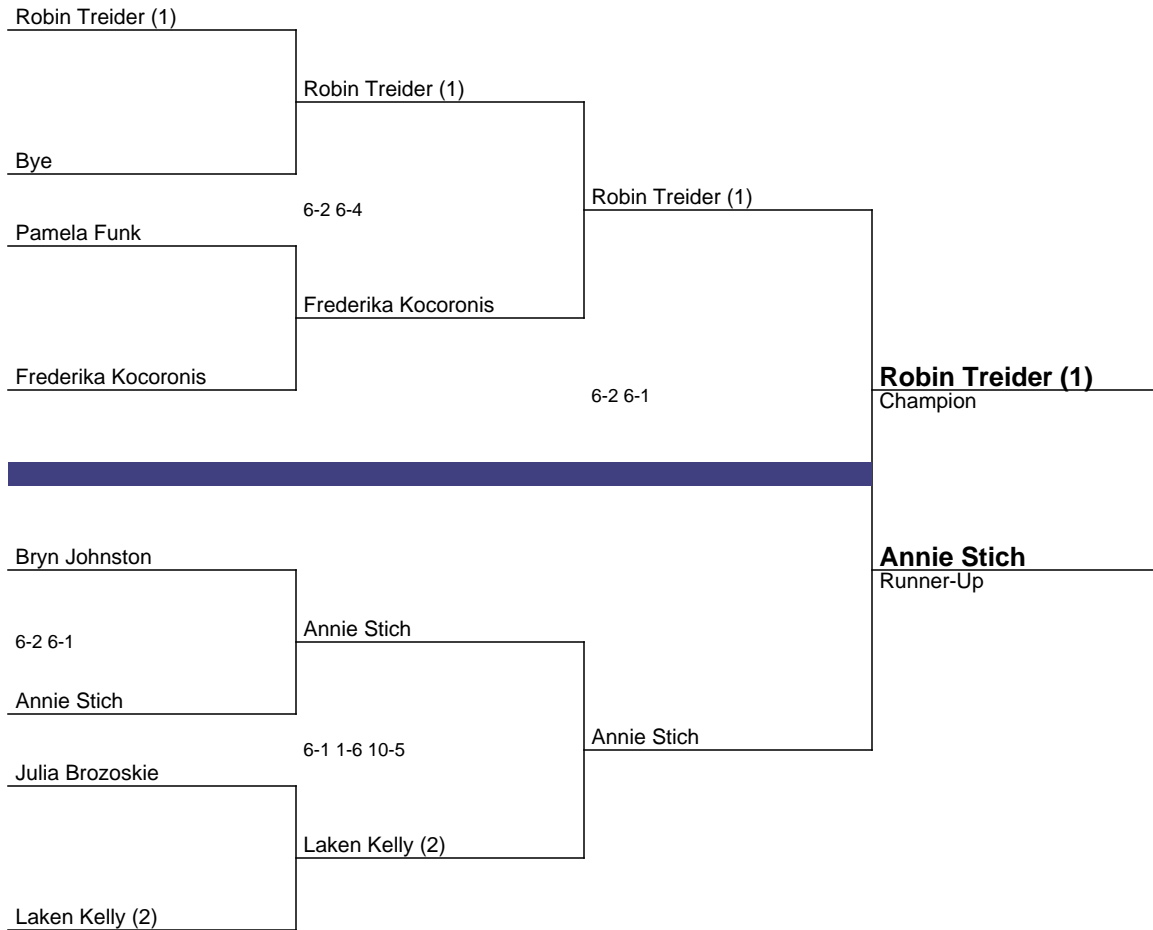 Robin Treider (1)
Robin Treider (1)
Bye
6-2 6-4
Robin Treider (1)
Pamela Funk
Frederika Kocoronis
Frederika Kocoronis
6-2 6-1
Robin Treider (1)
Champion
Bryn Johnston
Annie Stich
Runner-Up
6-2 6-1
Annie Stich
Annie Stich
6-1 1-6 10-5
Annie Stich
Julia Brozoskie
Laken Kelly (2)
Laken Kelly (2)